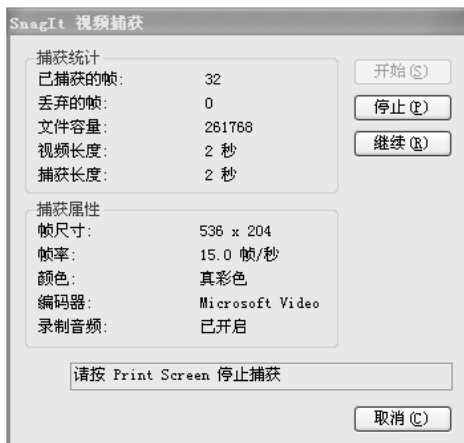 SnagIt 视频捕获
捕获统计
已捕获的帧: 32
丢弃的帧: 0
文件容量: 261768
视频长度: 2 秒
捕获长度: 2 秒
开始(S)
停止(P)
继续(R)
捕获属性
帧尺寸: 536 x 204
帧率: 15.0 帧/秒
颜色: 真彩色
编码器: Microsoft Video
录制音频: 已开启
请按 Print Screen 停止捕获
取消(C)